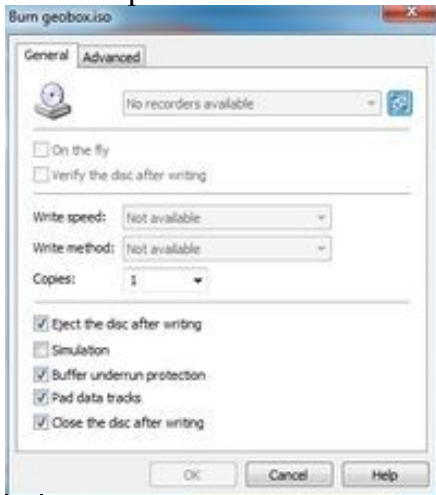 Burn geobox.iso
General Advanced
No recorders available
On the fly
Verify the disc after writing
Write speed: Not available
Write method: Not available
Copies: 1
Eject the disc after writing
Simulation
Buffer underrun protection
Pad data tracks
Close the disc after writing
OK Cancel Help